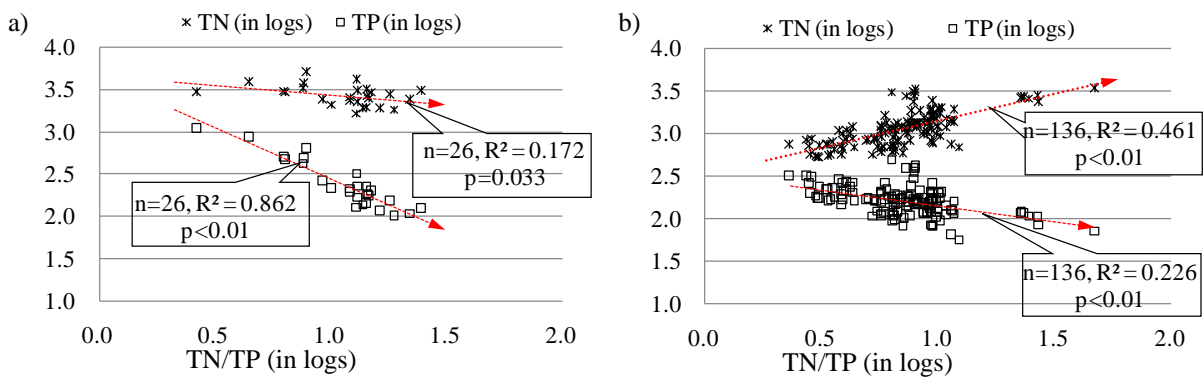 a)
TN (in logs) TP (in logs)
4.0
3.5
3.0
2.5
2.0
1.5
1.0
n=26, R² = 0.172
p=0.033
n=26, R² = 0.862
p<0.01
0.0 0.5 1.0 1.5 2.0
TN/TP (in logs)
b)
TN (in logs) TP (in logs)
4.0
3.5
3.0
2.5
2.0
1.5
1.0
n=136, R² = 0.461
p<0.01
n=136, R² = 0.226
p<0.01
0.0 0.5 1.0 1.5 2.0
TN/TP (in logs)